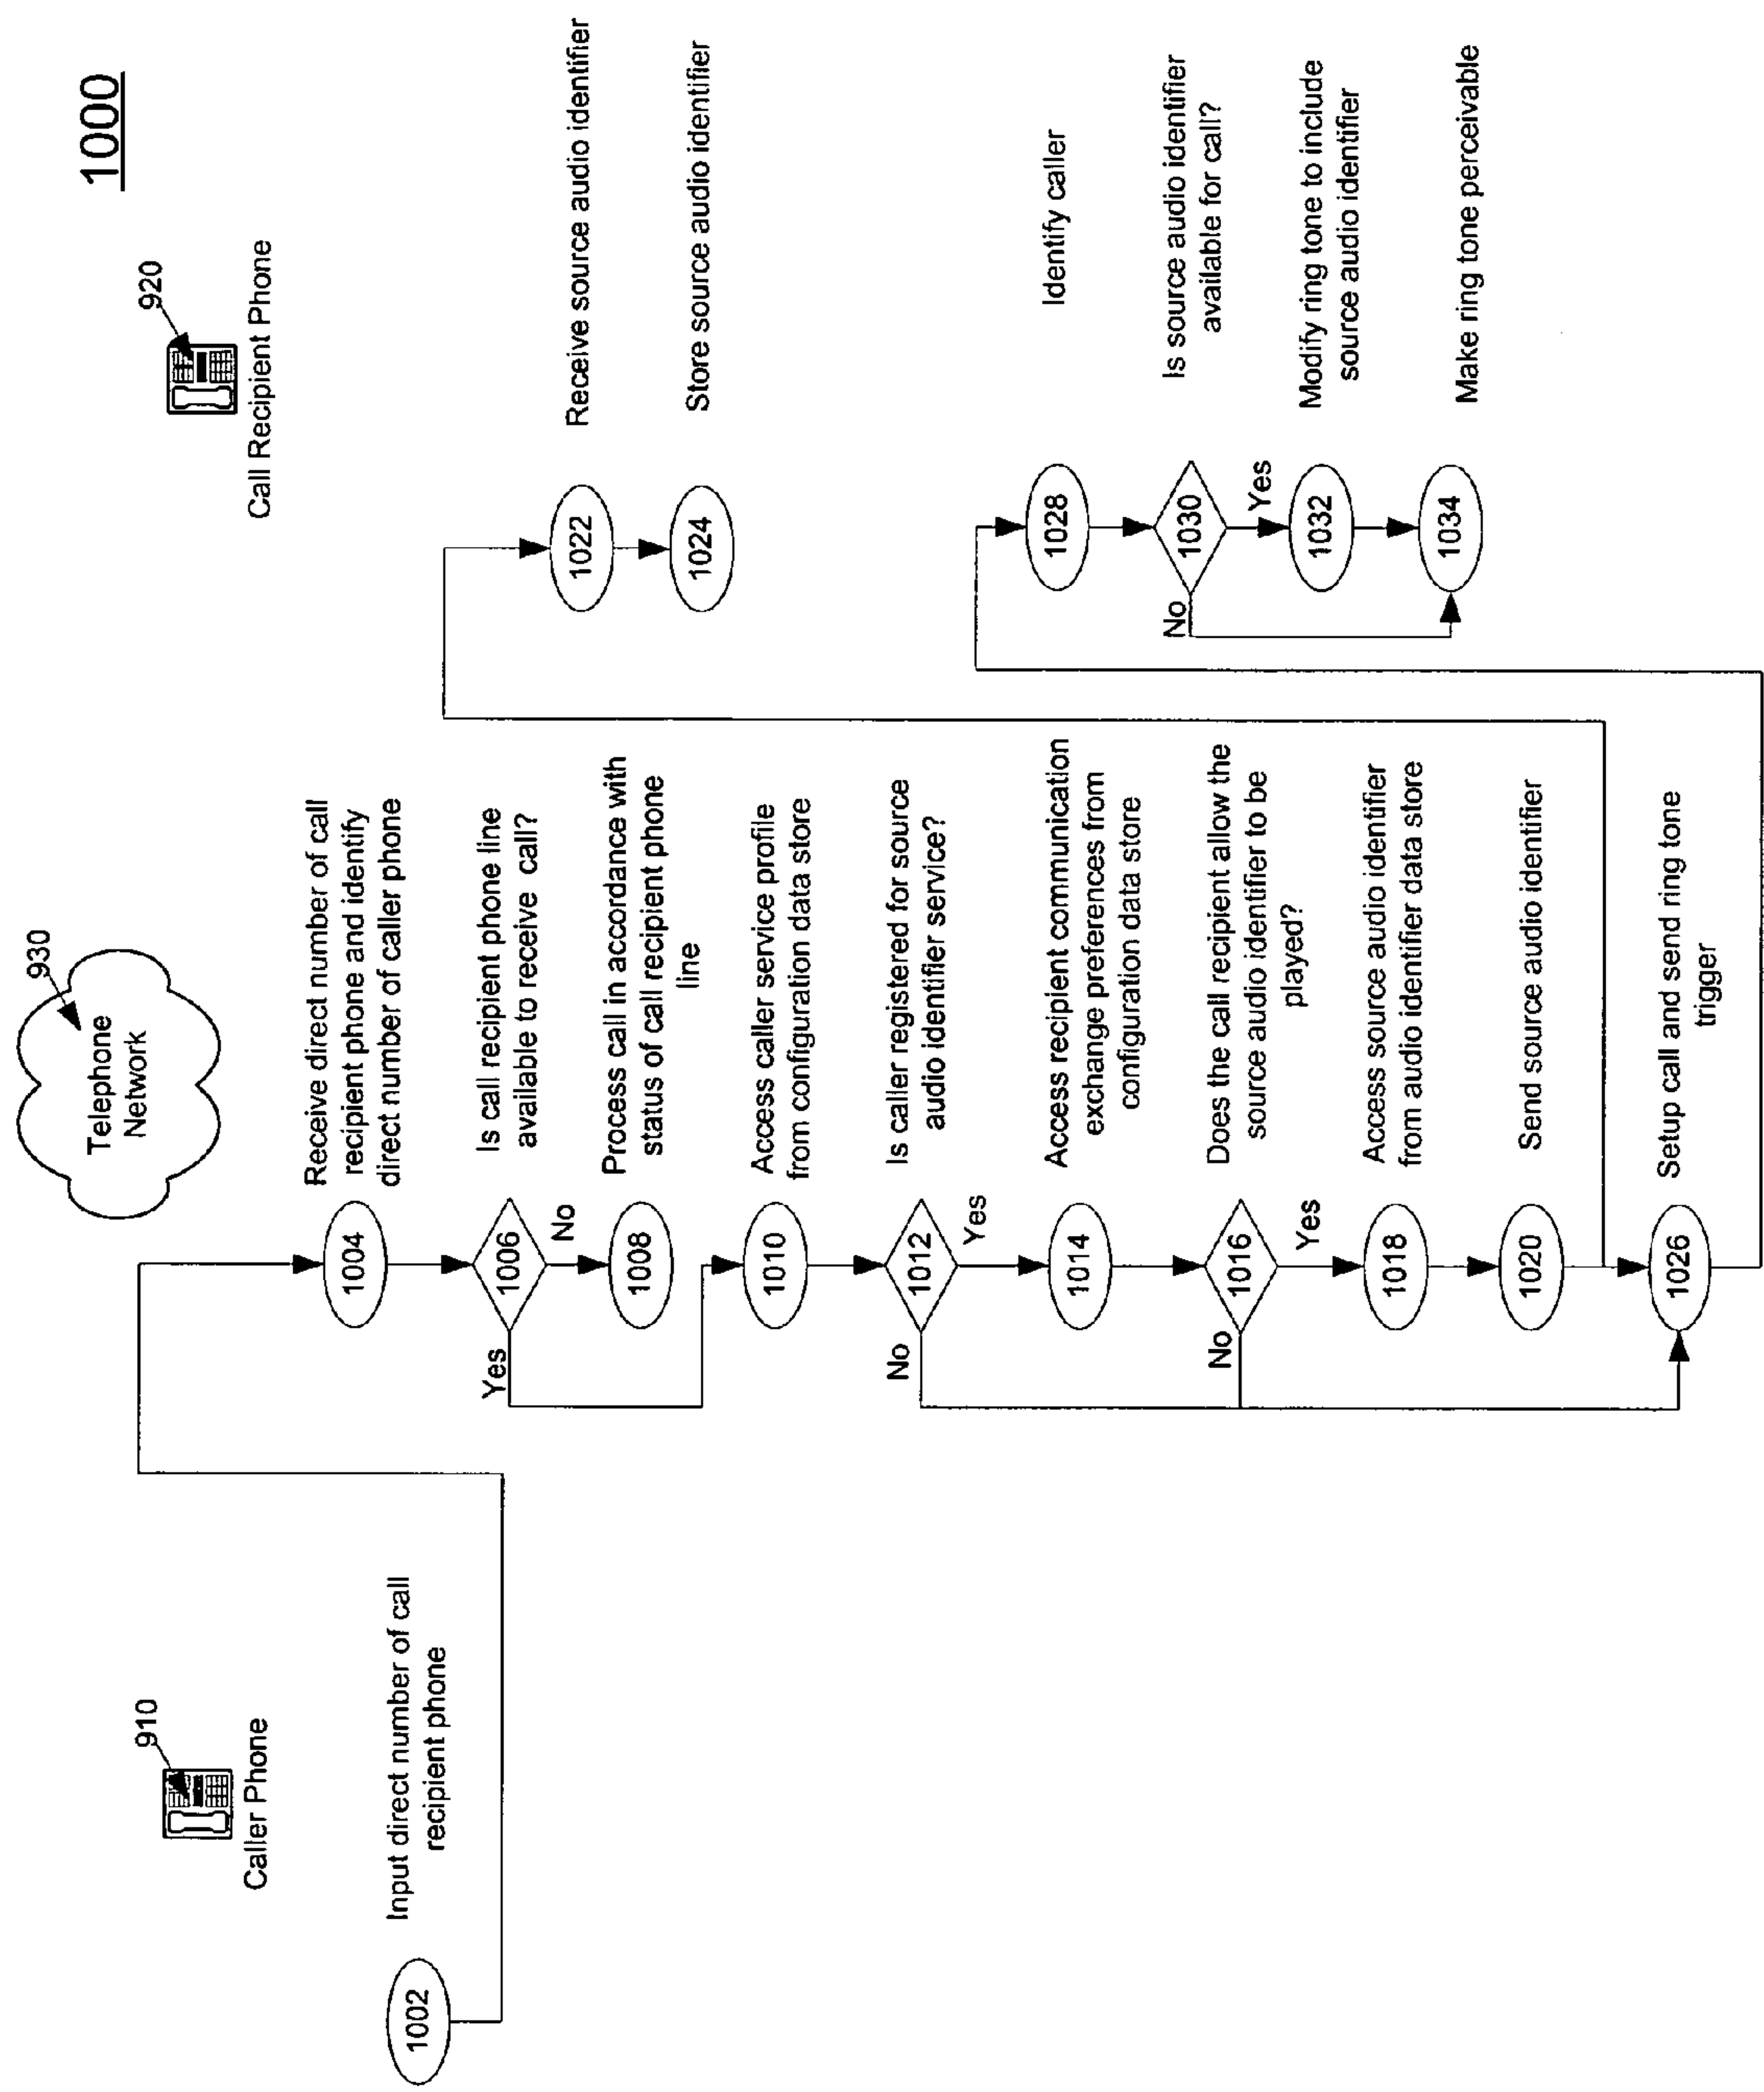 1000
910
Caller Phone
930
Telephone
Network
920
Call Recipient Phone
1002
Input direct number of call
recipient phone
1004
Receive direct number of call
recipient phone and identify
direct number of caller phone
1006
Is call recipient phone line
available to receive call?
Yes
No
1008
Process call in accordance with
status of call recipient phone
line
1010
Access caller service profile
from configuration data store
1012
Is caller registered for source
audio identifier service?
No
Yes
1014
Access recipient communication
exchange preferences from
configuration data store
1016
Does the call recipient allow the
source audio identifier to be
played?
No
Yes
1018
Access source audio identifier
from audio identifier data store
1020
Send source audio identifier
1022
Receive source audio identifier
1024
Store source audio identifier
1026
Setup call and send ring tone
trigger
1028
Identify caller
1030
Is source audio identifier
available for call?
No
Yes
1032
Modify ring tone to include
source audio identifier
1034
Make ring tone perceivable